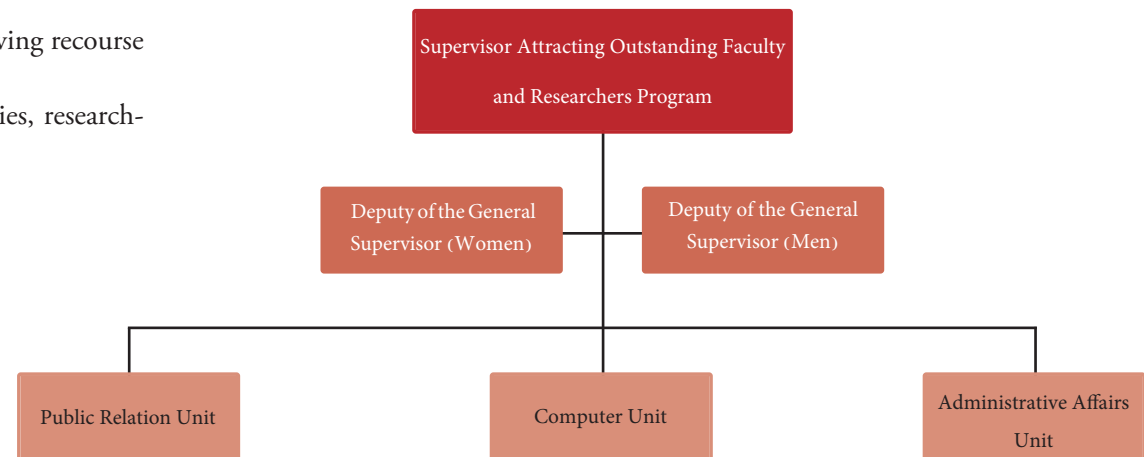 ving recourse
ies, research-
Supervisor Attracting Outstanding Faculty
and Researchers Program
Deputy of the General
Supervisor (Women)
Deputy of the General
Supervisor (Men)
Public Relation Unit
Computer Unit
Administrative Affairs
Unit